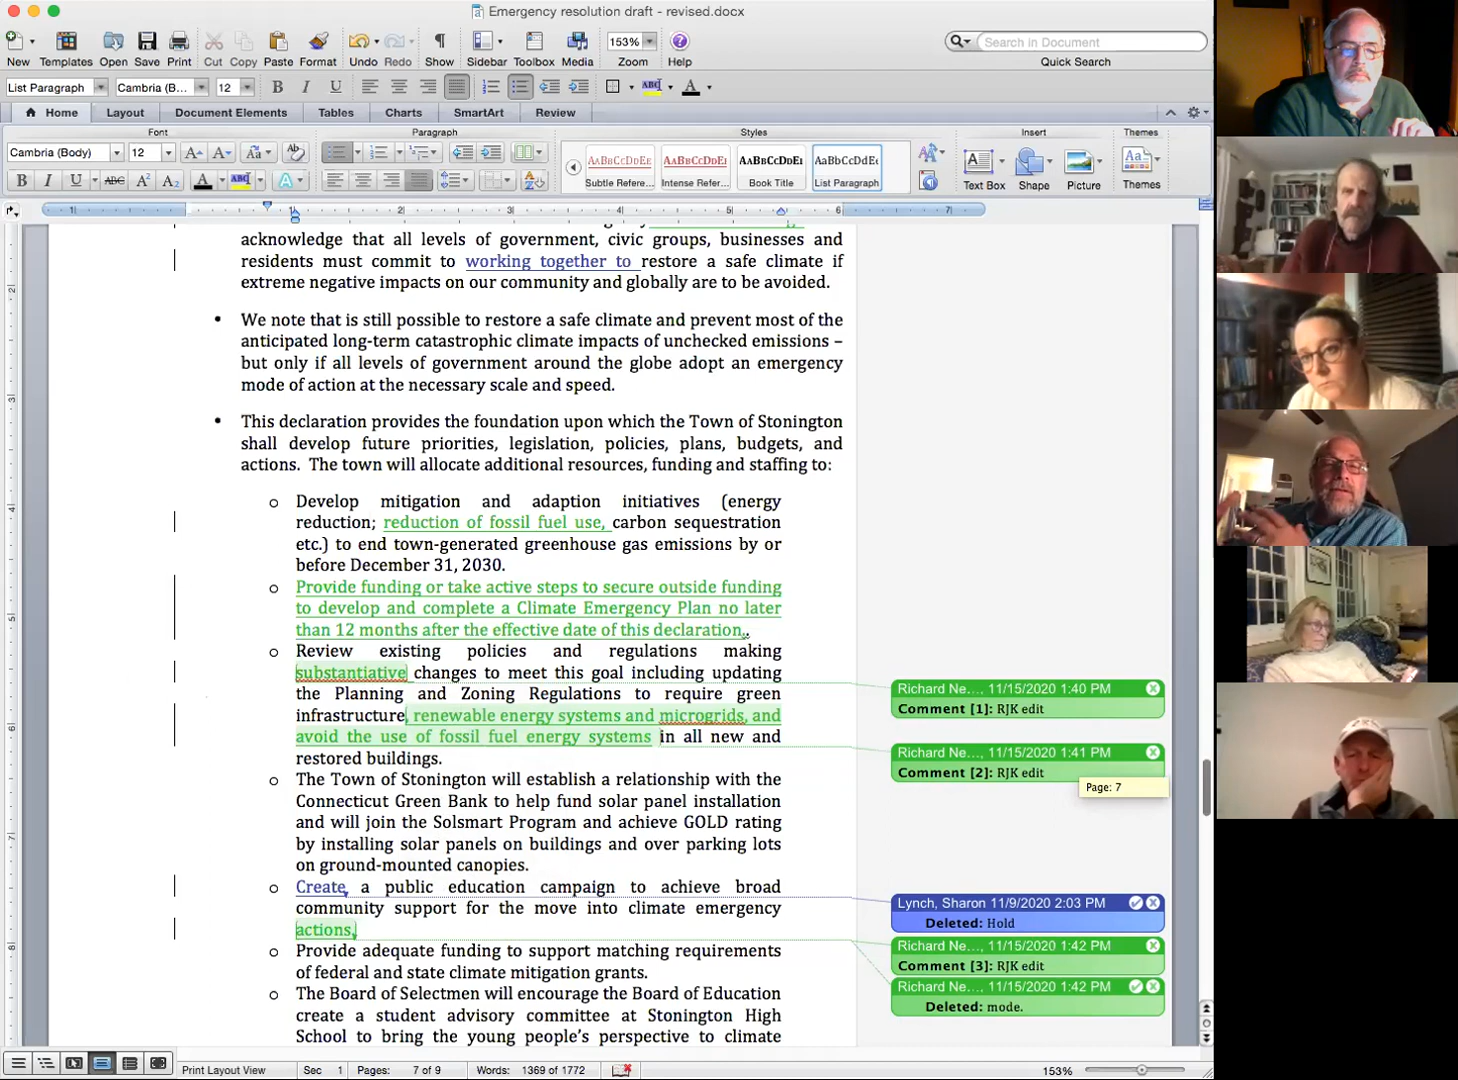 Emergency resolution draft - revised.docx
New Templates Open Save Print Cut Copy Paste Format Undo Redo Show Sidebar Toolbox Media Zoom Help
153%
Search in Document
Quick Search
List Paragraph Cambria (B... 12 B I U ABC A
Home Layout Document Elements Tables Charts SmartArt Review
Font Paragraph Styles Insert Themes
Cambria (Body) 12
AABBCCDDEE AABBCCDDEI AaBbCcDdEe AaBbCcDdEe
Subtle Refere... Intense Refer... Book Title List Paragraph
Text Box Shape Picture Themes
B I U ABC A² A₂ A ABC A
acknowledge that all levels of government, civic groups, businesses and
residents must commit to working together to restore a safe climate if
extreme negative impacts on our community and globally are to be avoided.
• We note that is still possible to restore a safe climate and prevent most of the
anticipated long-term catastrophic climate impacts of unchecked emissions –
but only if all levels of government around the globe adopt an emergency
mode of action at the necessary scale and speed.
• This declaration provides the foundation upon which the Town of Stonington
shall develop future priorities, legislation, policies, plans, budgets, and
actions. The town will allocate additional resources, funding and staffing to:
o Develop mitigation and adaption initiatives (energy
reduction; reduction of fossil fuel use, carbon sequestration
etc.) to end town-generated greenhouse gas emissions by or
before December 31, 2030.
o Provide funding or take active steps to secure outside funding
to develop and complete a Climate Emergency Plan no later
than 12 months after the effective date of this declaration..
o Review existing policies and regulations making
substantiative changes to meet this goal including updating
the Planning and Zoning Regulations to require green
infrastructure, renewable energy systems and microgrids, and
avoid the use of fossil fuel energy systems in all new and
restored buildings.
o The Town of Stonington will establish a relationship with the
Connecticut Green Bank to help fund solar panel installation
and will join the Solsmart Program and achieve GOLD rating
by installing solar panels on buildings and over parking lots
on ground-mounted canopies.
o Create a public education campaign to achieve broad
community support for the move into climate emergency
actions.
o Provide adequate funding to support matching requirements
of federal and state climate mitigation grants.
o The Board of Selectmen will encourage the Board of Education
create a student advisory committee at Stonington High
School to bring the young people's perspective to climate
Richard Ne..., 11/15/2020 1:40 PM
Comment [1]: RJK edit
Richard Ne..., 11/15/2020 1:41 PM
Comment [2]: RJK edit
Page: 7
Lynch, Sharon 11/9/2020 2:03 PM
Deleted: Hold
Richard Ne..., 11/15/2020 1:42 PM
Comment [3]: RJK edit
Richard Ne..., 11/15/2020 1:42 PM
Deleted: mode.
Print Layout View Sec 1 Pages: 7 of 9 Words: 1369 of 1772 153%